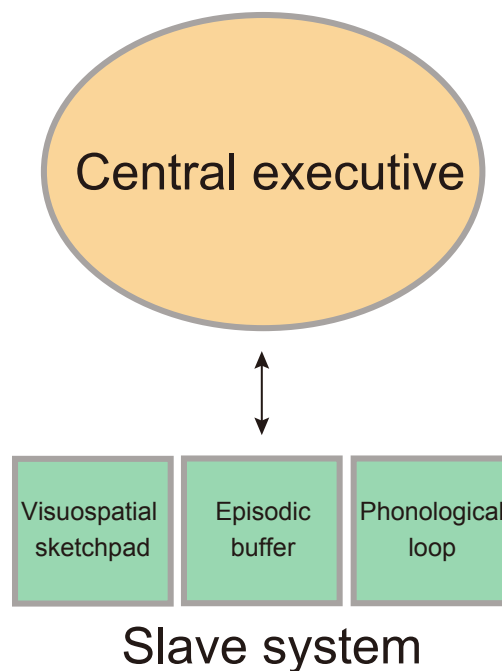 Central executive
Visuospatial
sketchpad
Episodic
buffer
Phonological
loop
Slave system